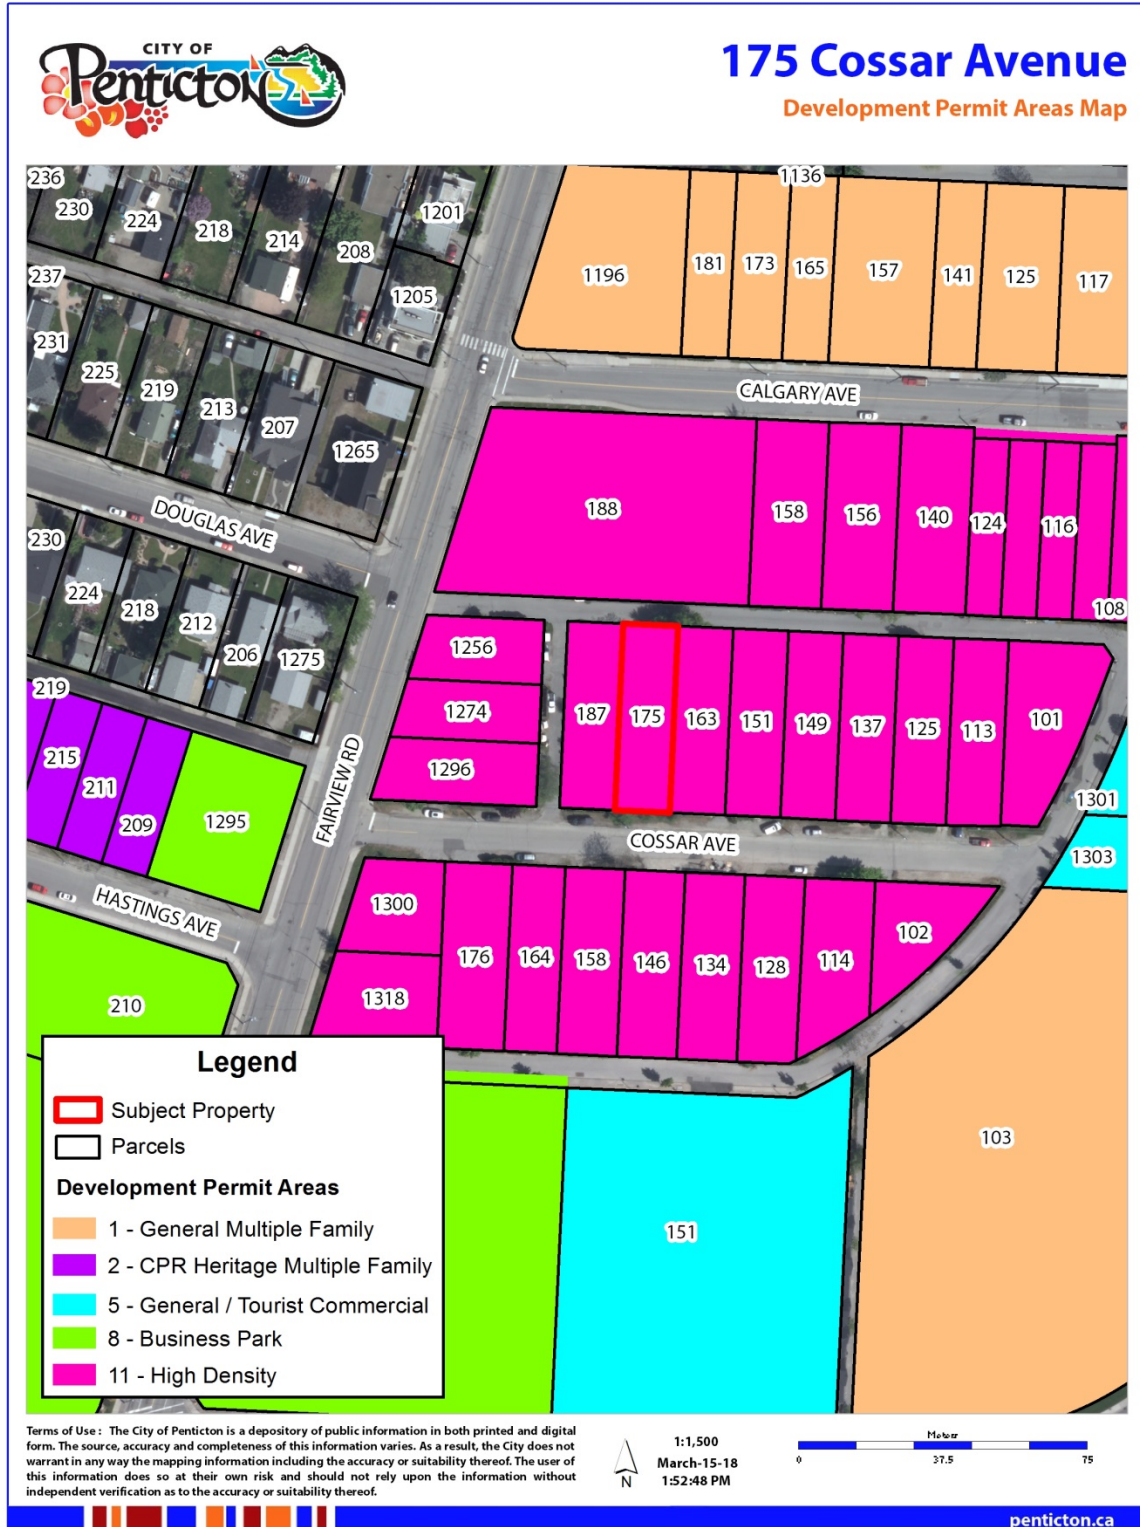 CITY OF
Penticton
175 Cossar Avenue
Development Permit Areas Map
236
230
224
218
214
208
1201
1205
1136
1196
181
173
165
157
141
125
117
237
231
225
219
213
207
1265
CALGARY AVE
DOUGLAS AVE
188
158
156
140
124
116
108
230
224
218
212
206
1275
1256
1274
1296
187
175
163
151
149
137
125
113
101
219
215
211
209
1295
FAIRVIEW RD
COSSAR AVE
1301
1303
HASTINGS AVE
1300
1318
176
164
158
146
134
128
114
102
210
103
151
Legend
Subject Property
Parcels
Development Permit Areas
1 - General Multiple Family
2 - CPR Heritage Multiple Family
5 - General / Tourist Commercial
8 - Business Park
11 - High Density
Terms of Use : The City of Penticton is a depository of public information in both printed and digital
form. The source, accuracy and completeness of this information varies. As a result, the City does not
warrant in any way the mapping information including the accuracy or suitability thereof. The user of
this information does so at their own risk and should not rely upon the information without
independent verification as to the accuracy or suitability thereof.
N
1:1,500
March-15-18
1:52:48 PM
Meters
0 37.5 75
penticton.ca